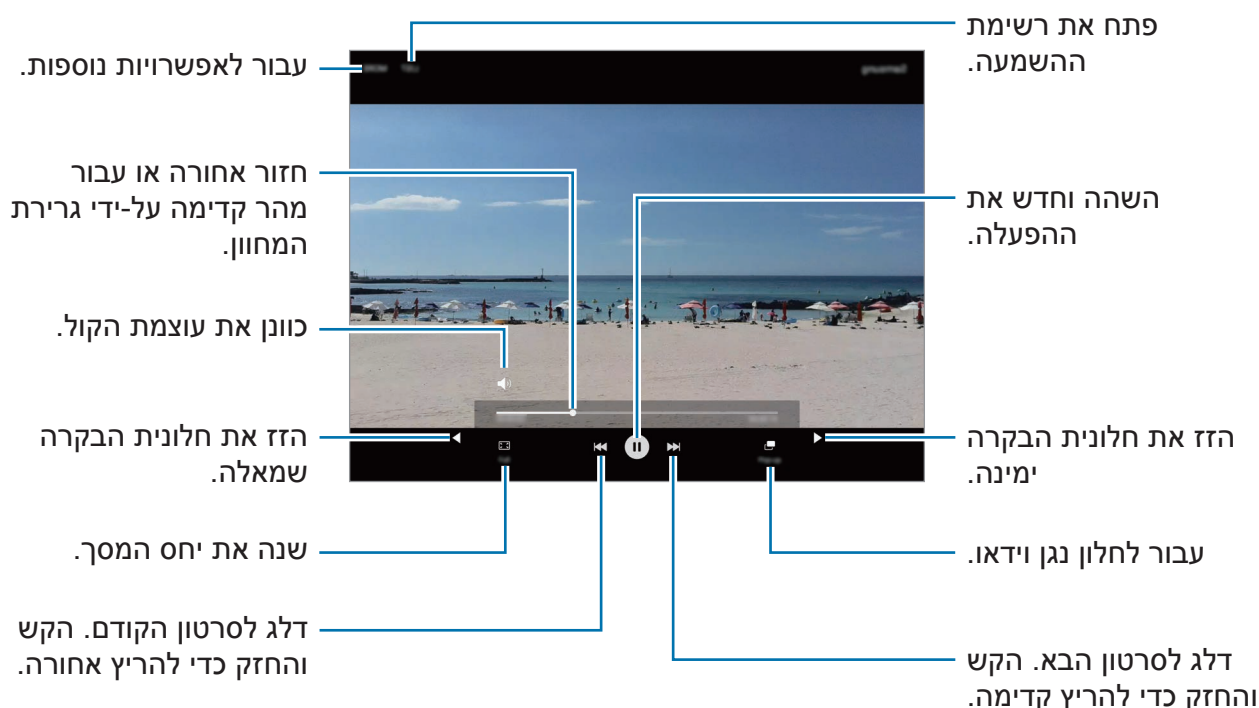 פתח את רשימת
ההשמעה.
עבור לאפשרויות נוספות.
חזור אחורה או עבור
מהר קדימה על-ידי גרירת
המחוון.
השהה וחדש את
ההפעלה.
כוונן את עוצמת הקול.
הזז את חלונית הבקרה
ימינה.
הזז את חלונית הבקרה
שמאלה.
עבור לחלון נגן וידאו.
שנה את יחס המסך.
דלג לסרטון הבא. הקש
והחזק כדי להריץ קדימה.
דלג לסרטון הקודם. הקש
והחזק כדי להריץ אחורה.